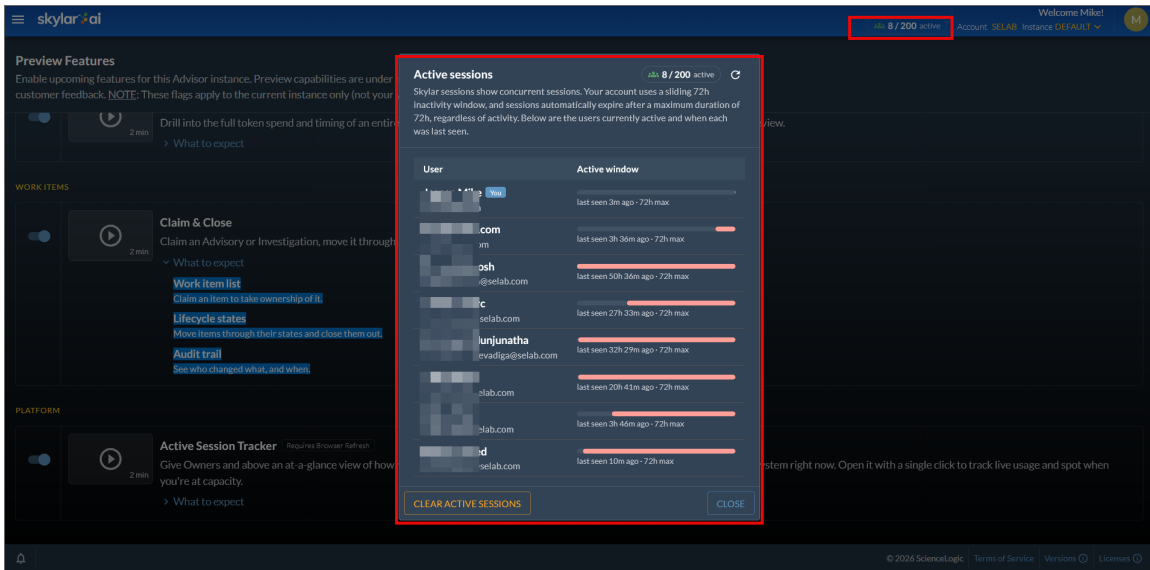 skylar ai
8 / 200 active
Welcome Mike!
Account SELAB Instance DEFAULT
M
Preview Features
Enable upcoming features for this Advisor instance. Preview capabilities are under
customer feedback. NOTE: These flags apply to the current instance only (not your
2 min
Drill into the full token spend and timing of an entire
view.
What to expect
WORK ITEMS
2 min
Claim & Close
Claim an Advisory or Investigation, move it through
What to expect
Work item list
Claim an item to take ownership of it.
Lifecycle states
Move items through their states and close them out.
Audit trail
See who changed what, and when.
PLATFORM
2 min
Active Session Tracker Requires Browser Refresh
Give Owners and above an at-a-glance view of how
stem right now. Open it with a single click to track live usage and spot when
you're at capacity.
What to expect
Active sessions
8 / 200 active
Skylar sessions show concurrent sessions. Your account uses a sliding 72h
inactivity window, and sessions automatically expire after a maximum duration of
72h, regardless of activity. Below are the users currently active and when each
was last seen.
User Active window
You
last seen 3m ago · 72h max
.com
om
last seen 3h 36m ago · 72h max
osh
@selab.com
last seen 50h 36m ago · 72h max
selab.com
last seen 27h 33m ago · 72h max
unjunatha
evadiga@selab.com
last seen 32h 29m ago · 72h max
elab.com
last seen 20h 41m ago · 72h max
elab.com
last seen 3h 46m ago · 72h max
ed
selab.com
last seen 10m ago · 72h max
CLEAR ACTIVE SESSIONS
CLOSE
© 2026 ScienceLogic Terms of Service Versions Licenses